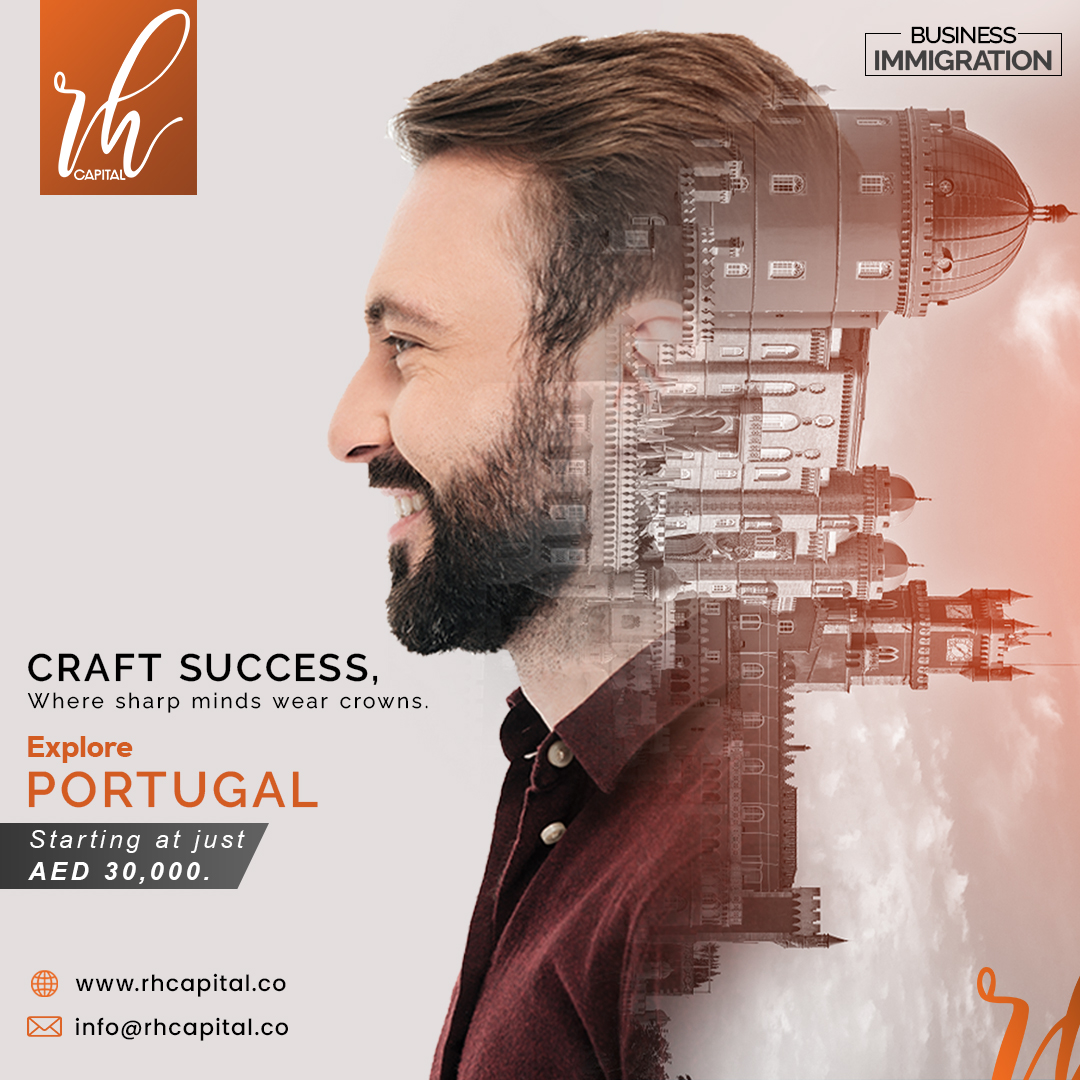 rh
CAPITAL
BUSINESS
IMMIGRATION
CRAFT SUCCESS,
Where sharp minds wear crowns.
Explore
PORTUGAL
Starting at just
AED 30,000.
www.rhcapital.co
info@rhcapital.co